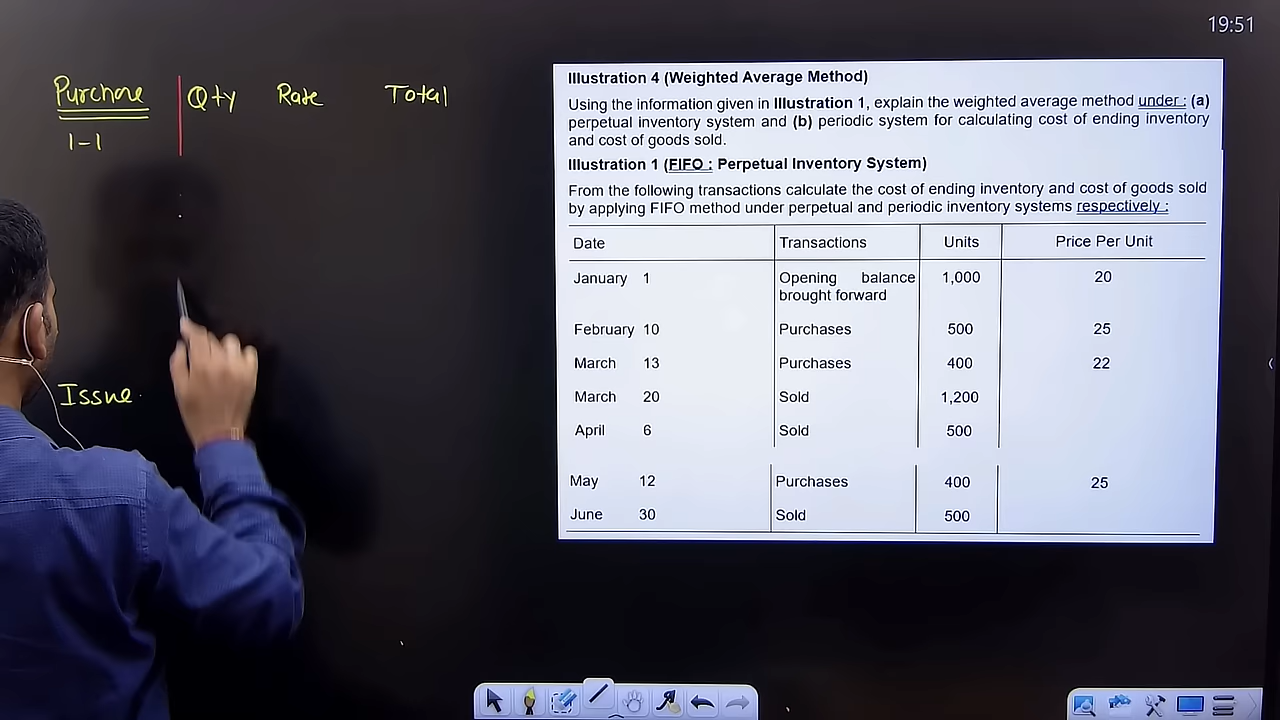 19:51
Purchase Qty Rate Total
1-1
Issue
Illustration 4 (Weighted Average Method)
Using the information given in Illustration 1, explain the weighted average method under : (a)
perpetual inventory system and (b) periodic system for calculating cost of ending inventory
and cost of goods sold.
Illustration 1 (FIFO : Perpetual Inventory System)
From the following transactions calculate the cost of ending inventory and cost of goods sold
by applying FIFO method under perpetual and periodic inventory systems respectively :
Date Transactions Units Price Per Unit
January 1 Opening balance 1,000 20
brought forward
February 10 Purchases 500 25
March 13 Purchases 400 22
March 20 Sold 1,200
April 6 Sold 500
May 12 Purchases 400 25
June 30 Sold 500